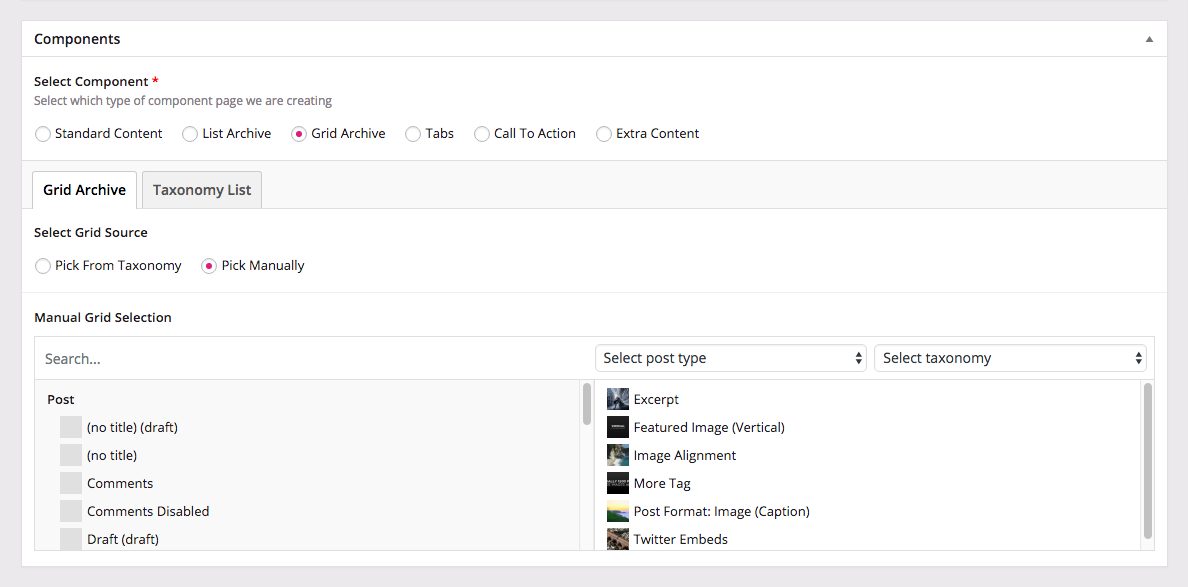 Components
Select Component *
Select which type of component page we are creating
Standard Content List Archive Grid Archive Tabs Call To Action Extra Content
Grid Archive Taxonomy List
Select Grid Source
Pick From Taxonomy Pick Manually
Manual Grid Selection
Search... Select post type Select taxonomy
Post
(no title) (draft)
(no title)
Comments
Comments Disabled
Draft (draft)
Excerpt
Featured Image (Vertical)
Image Alignment
More Tag
Post Format: Image (Caption)
Twitter Embeds